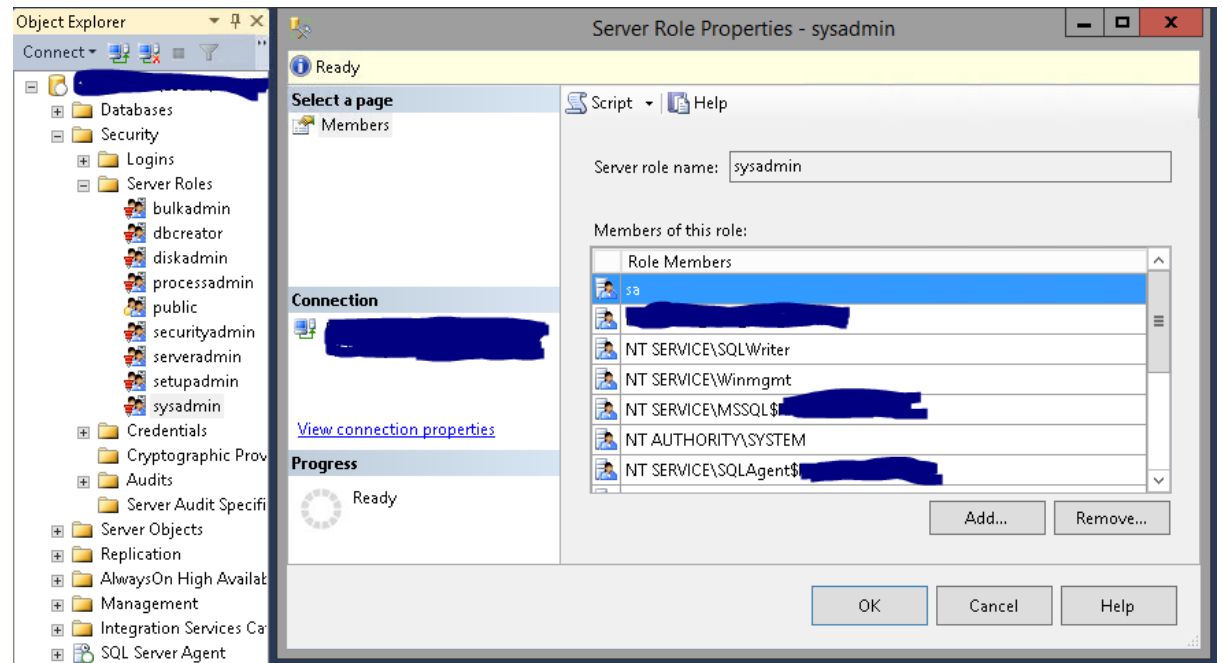 Object Explorer
Connect
Databases
Security
Logins
Server Roles
bulkadmin
dbcreator
diskadmin
processadmin
public
securityadmin
serveradmin
setupadmin
sysadmin
Credentials
Cryptographic Prov
Audits
Server Audit Specifi
Server Objects
Replication
AlwaysOn High Availab
Management
Integration Services Ca
SQL Server Agent
Server Role Properties - sysadmin
Ready
Select a page
Members
Connection
View connection properties
Progress
Ready
Script Help
Server role name: sysadmin
Members of this role:
Role Members
sa
NT SERVICE\SQLWriter
NT SERVICE\Winmgmt
NT SERVICE\MSSQL$
NT AUTHORITY\SYSTEM
NT SERVICE\SQLAgent$
Add... Remove...
OK Cancel Help